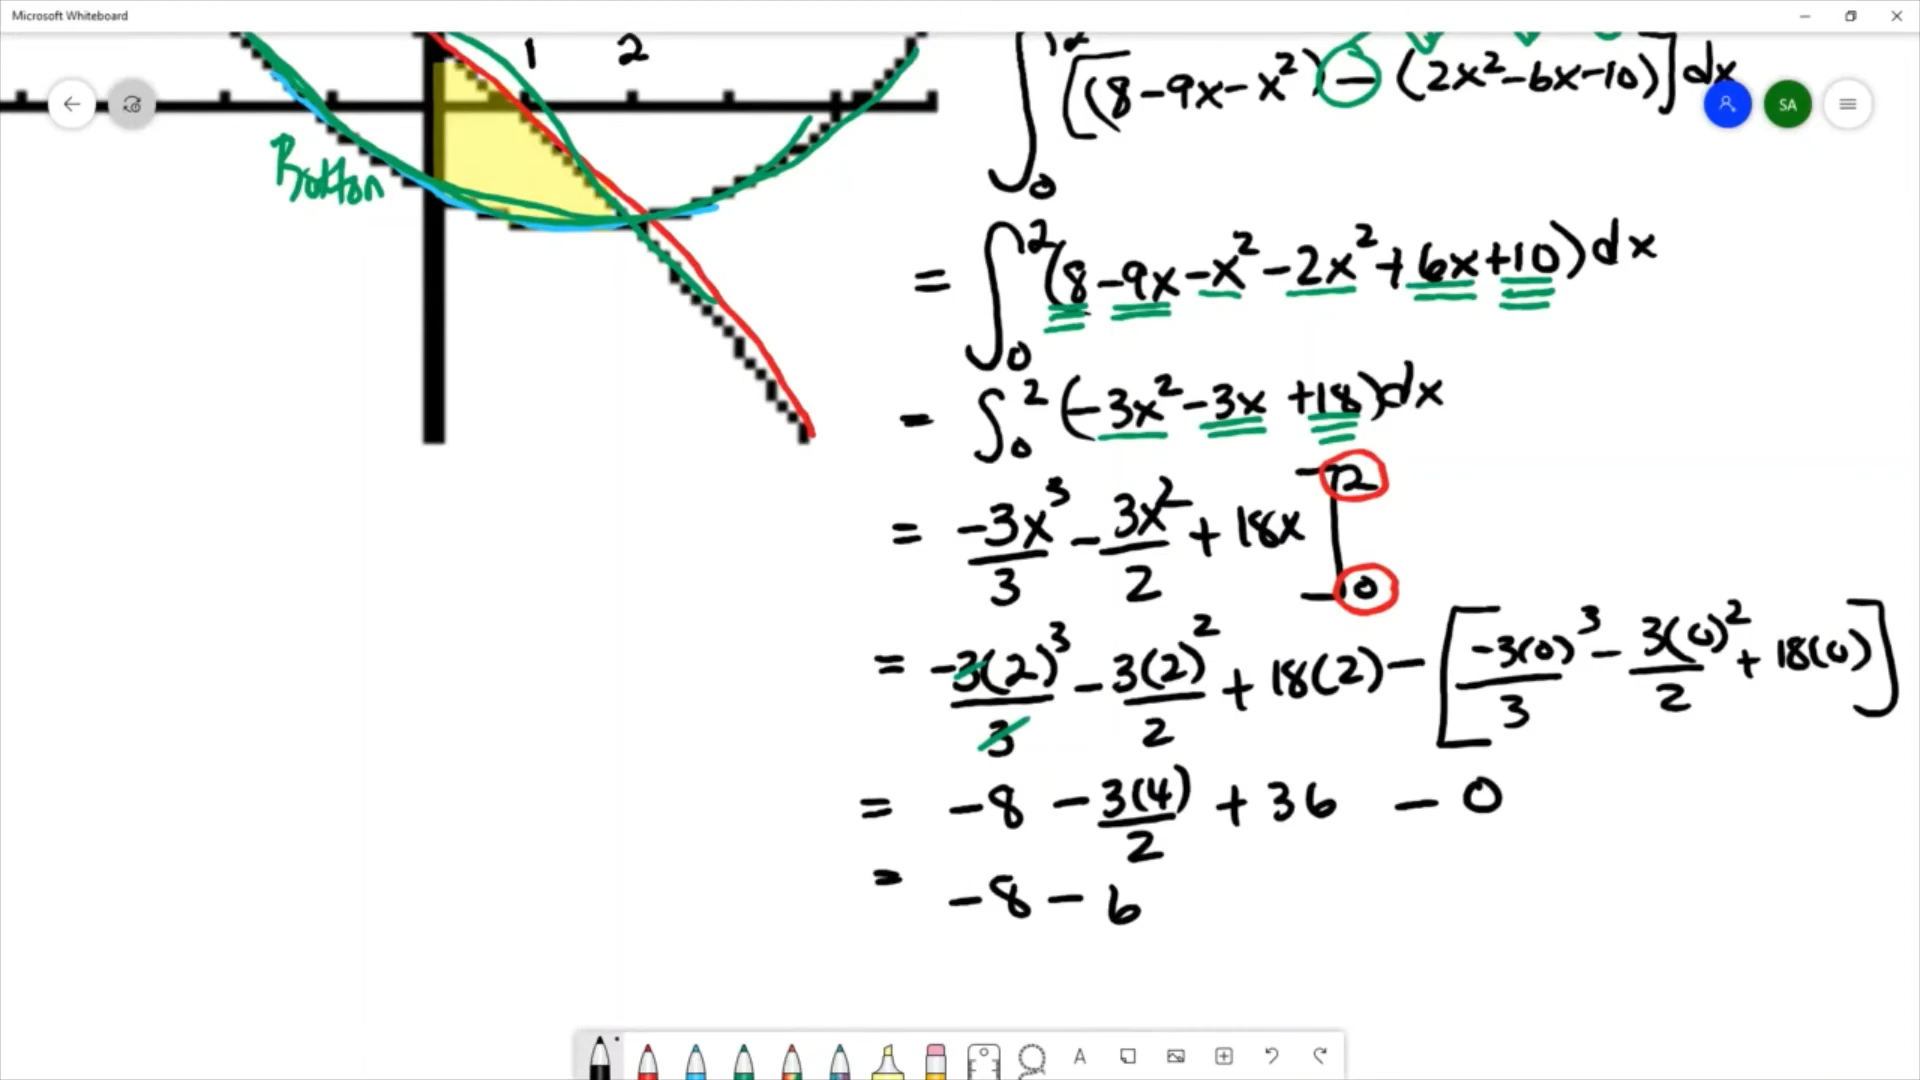 Microsoft Whiteboard
1 2
Bottom
SA
∫₀² [(8-9x-x²) - (2x²-6x-10)] dx
= ∫₀² (8-9x-x²-2x²+6x+10) dx
= ∫₀² (-3x²-3x+18) dx
= -3x³/3 - 3x²/2 + 18x ]₀²
= -3(2)³/3 - 3(2)²/2 + 18(2) - [-3(0)³/3 - 3(0)²/2 + 18(0)]
= -8 - 3(4)/2 + 36 - 0
= -8 - 6
A